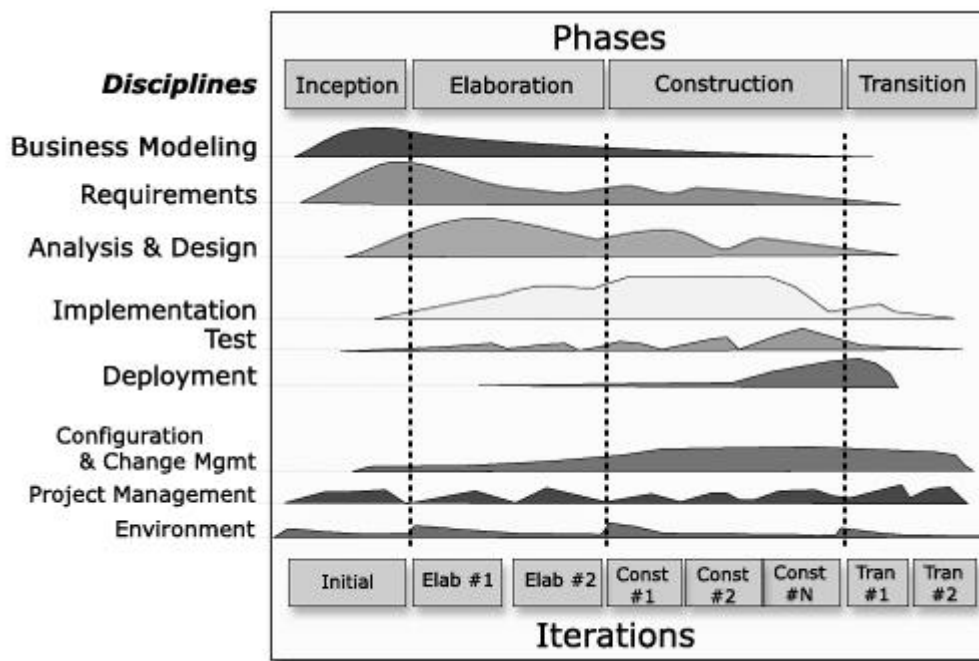 Phases
Disciplines
Inception
Elaboration
Construction
Transition
Business Modeling
Requirements
Analysis & Design
Implementation
Test
Deployment
Configuration
& Change Mgmt
Project Management
Environment
Initial
Elab #1
Elab #2
Const
#1
Const
#2
Const
#N
Tran
#1
Tran
#2
Iterations